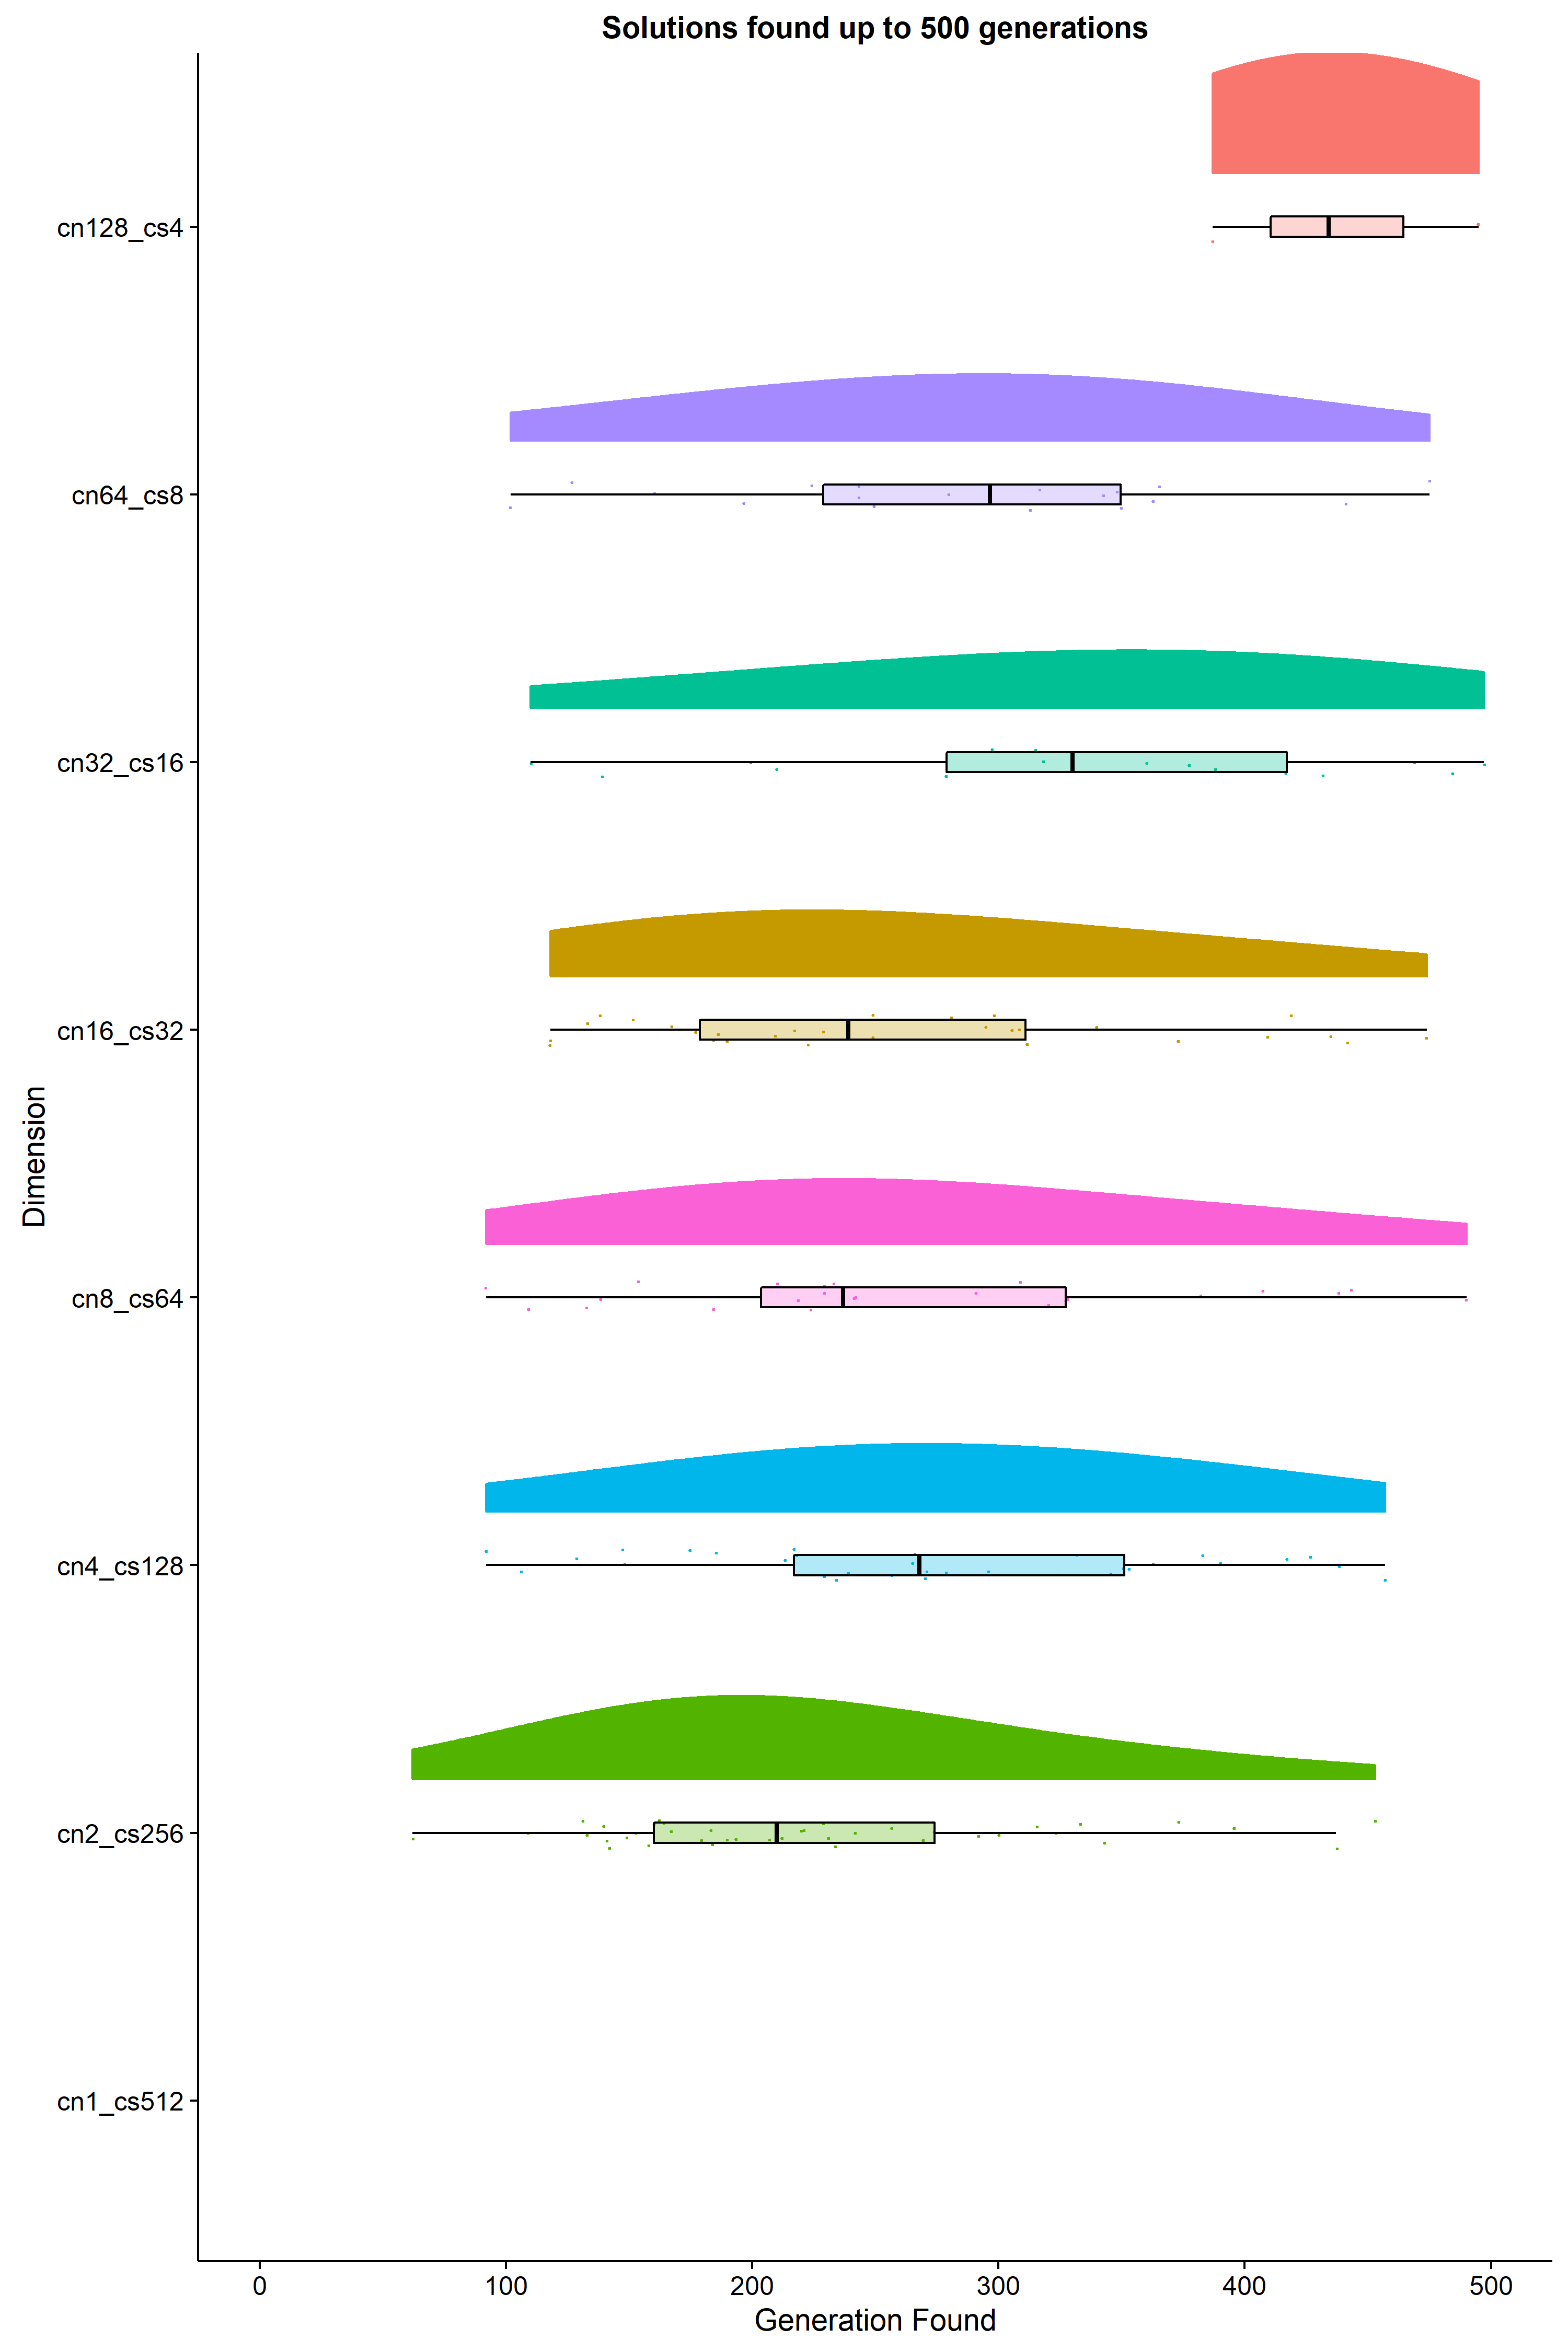 Solutions found up to 500 generations
cn128_cs4
cn64_cs8
cn32_cs16
cn16_cs32
Dimension
cn8_cs64
cn4_cs128
cn2_cs256
cn1_cs512
0 100 200 300 400 500
Generation Found